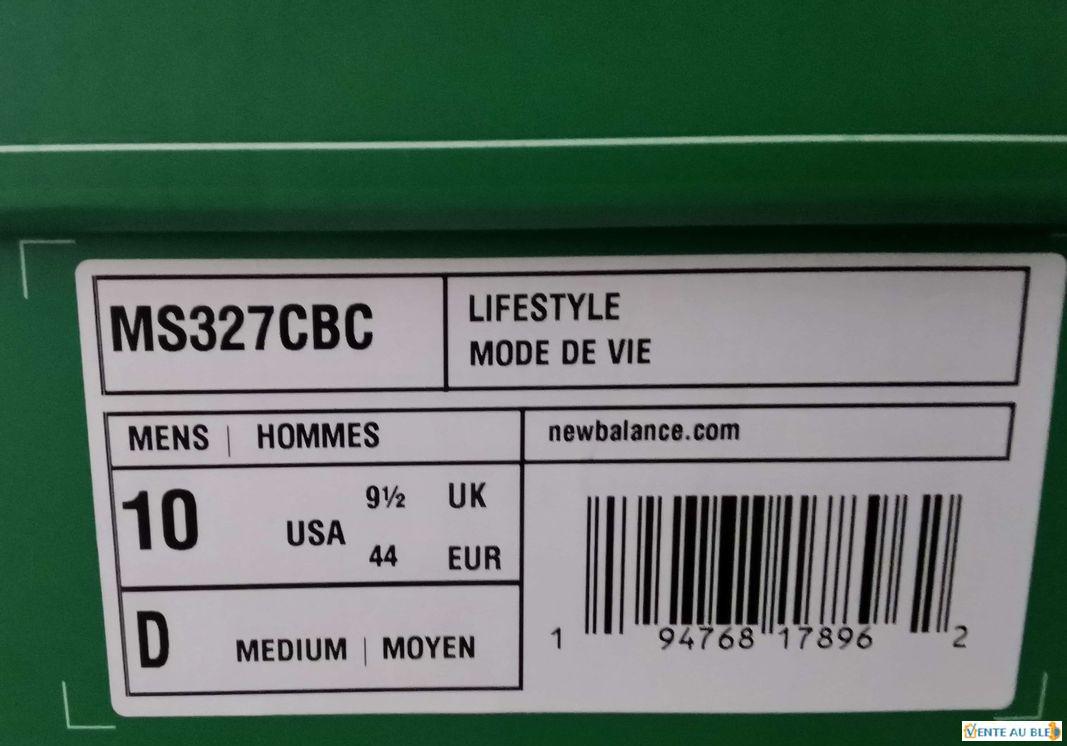 MS327CBC
LIFESTYLE
MODE DE VIE
MENS | HOMMES
newbalance.com
10 USA 9½ UK
44 EUR
D MEDIUM | MOYEN
1 94768 17896 2
VENTE AU BLED